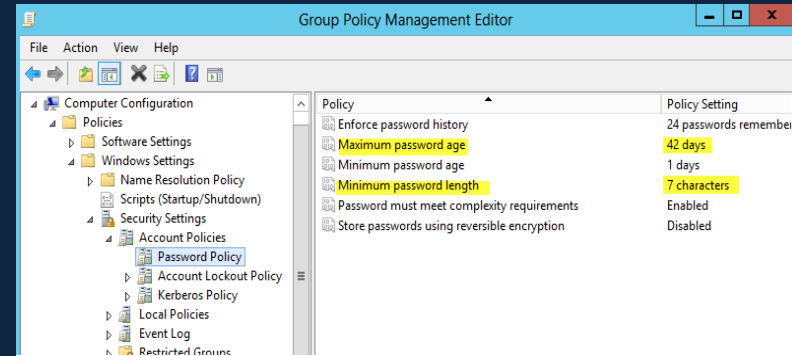 Group Policy Management Editor
File Action View Help
Computer Configuration
Policies
Software Settings
Windows Settings
Name Resolution Policy
Scripts (Startup/Shutdown)
Security Settings
Account Policies
Password Policy
Account Lockout Policy
Kerberos Policy
Local Policies
Event Log
Restricted Groups
Policy Policy Setting
Enforce password history 24 passwords remember
Maximum password age 42 days
Minimum password age 1 days
Minimum password length 7 characters
Password must meet complexity requirements Enabled
Store passwords using reversible encryption Disabled